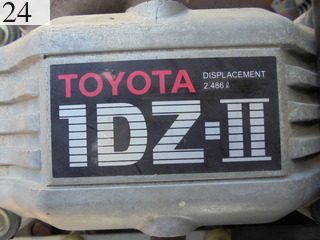 24
TOYOTA
DISPLACEMENT
2.486 ℓ
1DZ-II